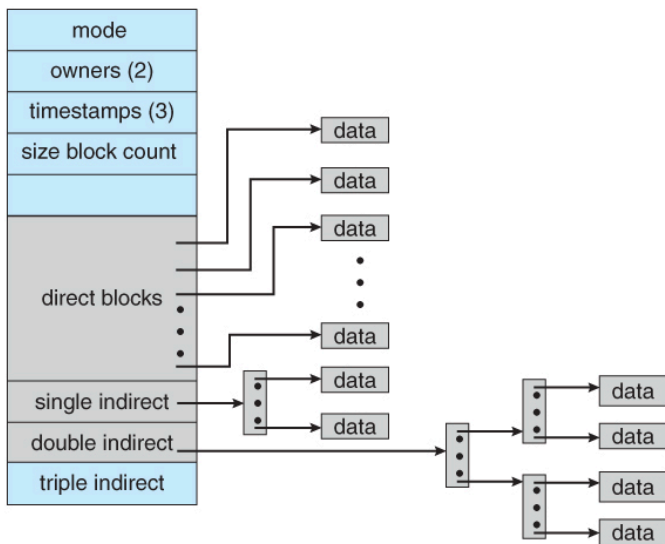 mode
owners (2)
timestamps (3)
size block count
data
data
data
direct blocks
data
single indirect
data
data
double indirect
triple indirect
data
data
data
data